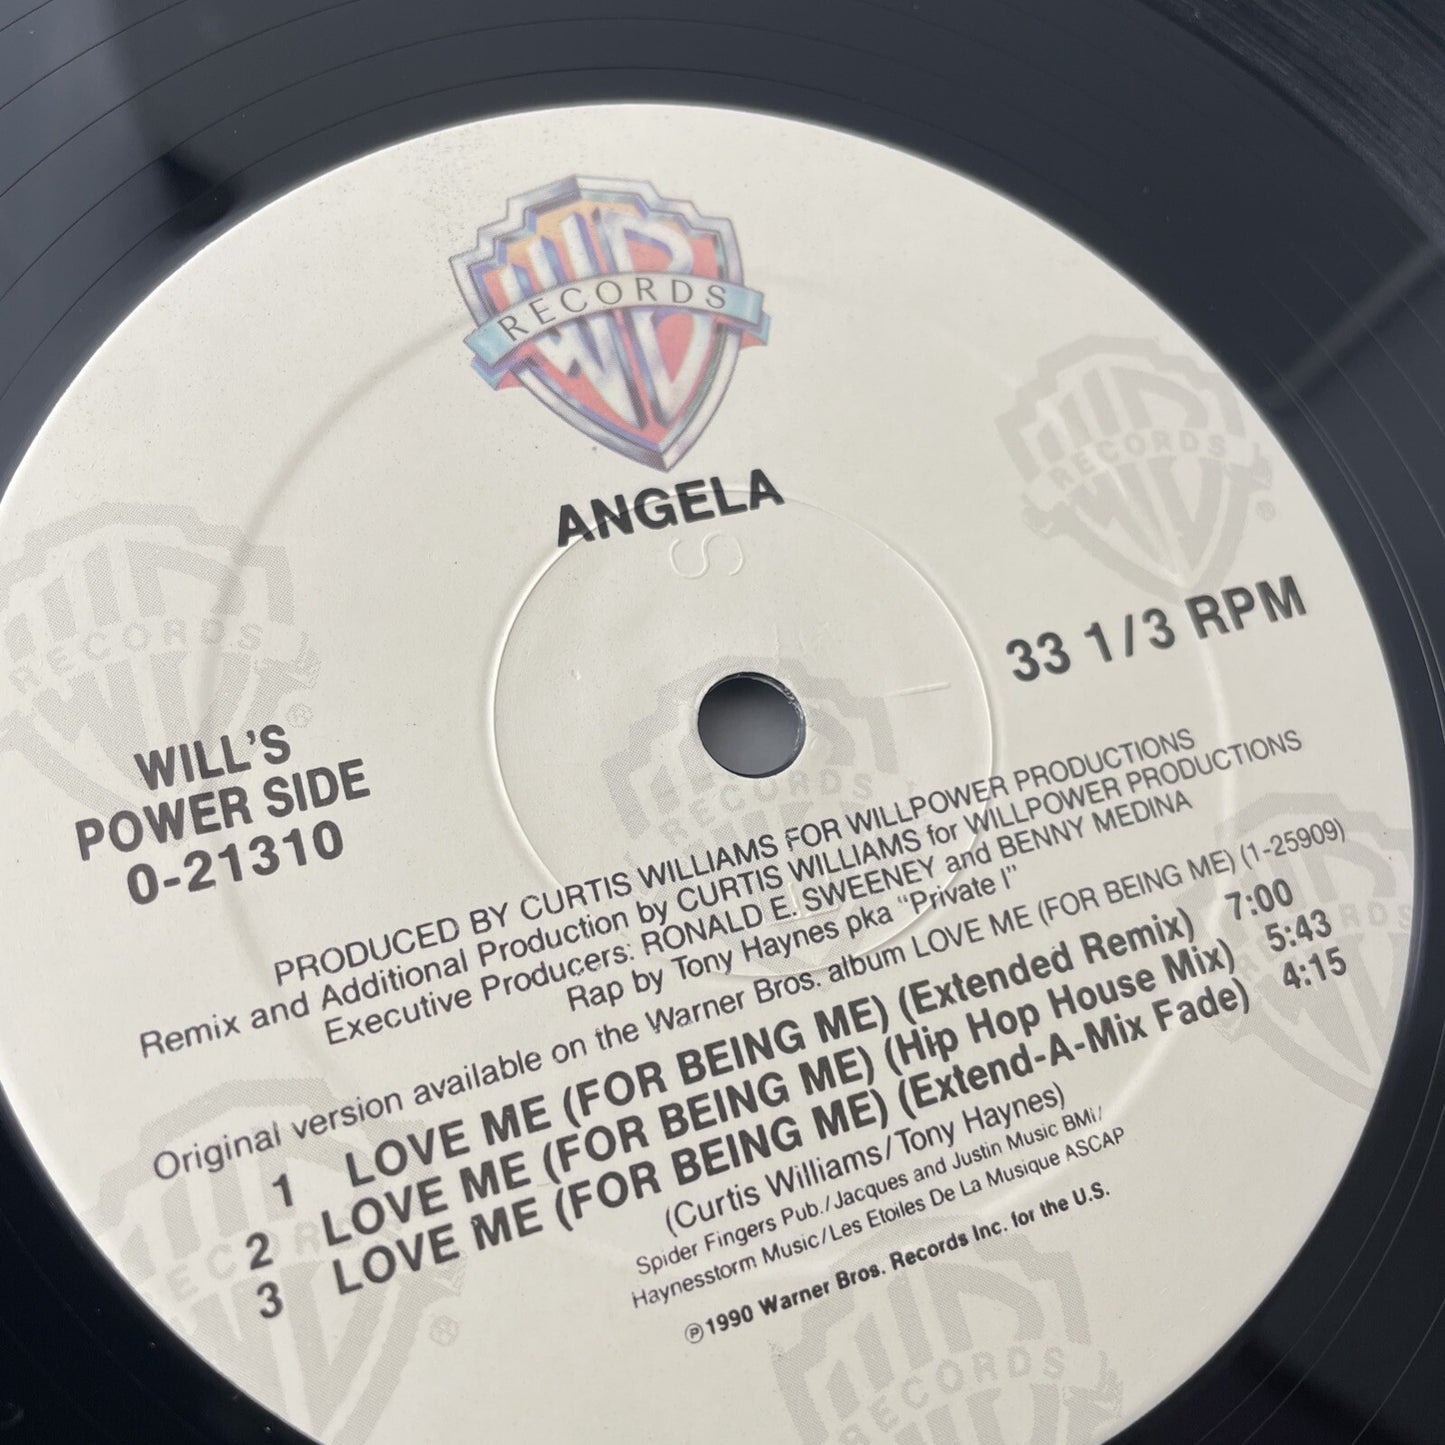 RECORDS
ANGELA
33 1/3 RPM
WILL'S
POWER SIDE
0-21310
PRODUCED BY CURTIS WILLIAMS FOR WILLPOWER PRODUCTIONS
Remix and Additional Production by CURTIS WILLIAMS for WILLPOWER PRODUCTIONS
Executive Producers: RONALD E. SWEENEY and BENNY MEDINA
Rap by Tony Haynes pka "Private I"
Original version available on the Warner Bros. album LOVE ME (FOR BEING ME) (1-25909)
1 LOVE ME (FOR BEING ME) (Extended Remix) 7:00
2 LOVE ME (FOR BEING ME) (Hip Hop House Mix) 5:43
3 LOVE ME (FOR BEING ME) (Extend-A-Mix Fade) 4:15
(Curtis Williams/Tony Haynes)
Spider Fingers Pub./Jacques and Justin Music BMI/
Haynesstorm Music/Les Etoiles De La Musique ASCAP
℗1990 Warner Bros. Records Inc. for the U.S.